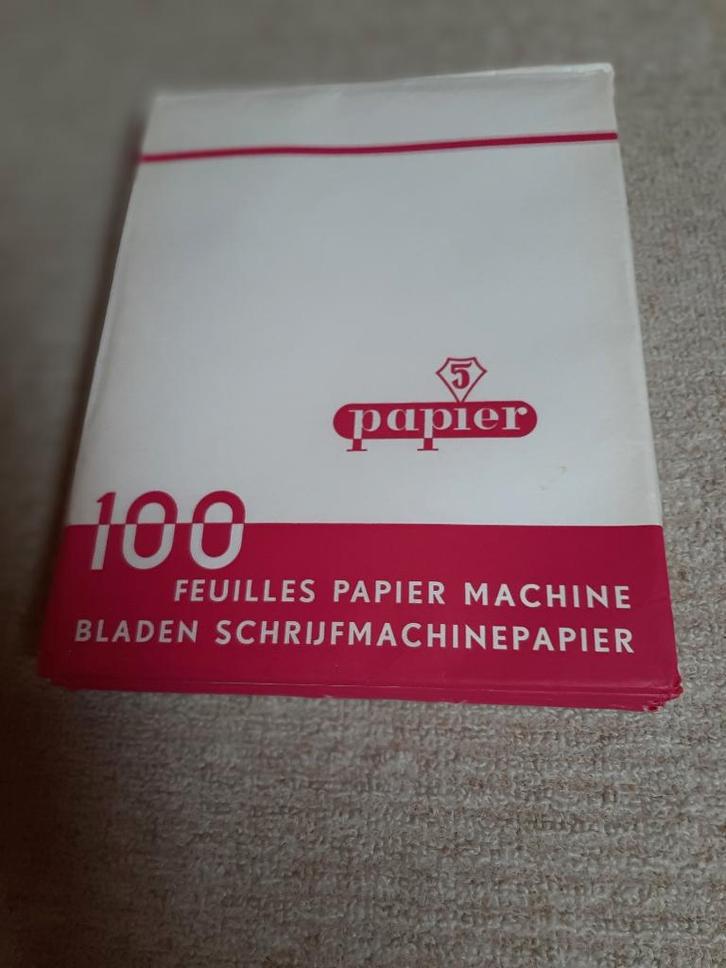 5
papier
100
FEUILLES PAPIER MACHINE
BLADEN SCHRIJFMACHINEPAPIER